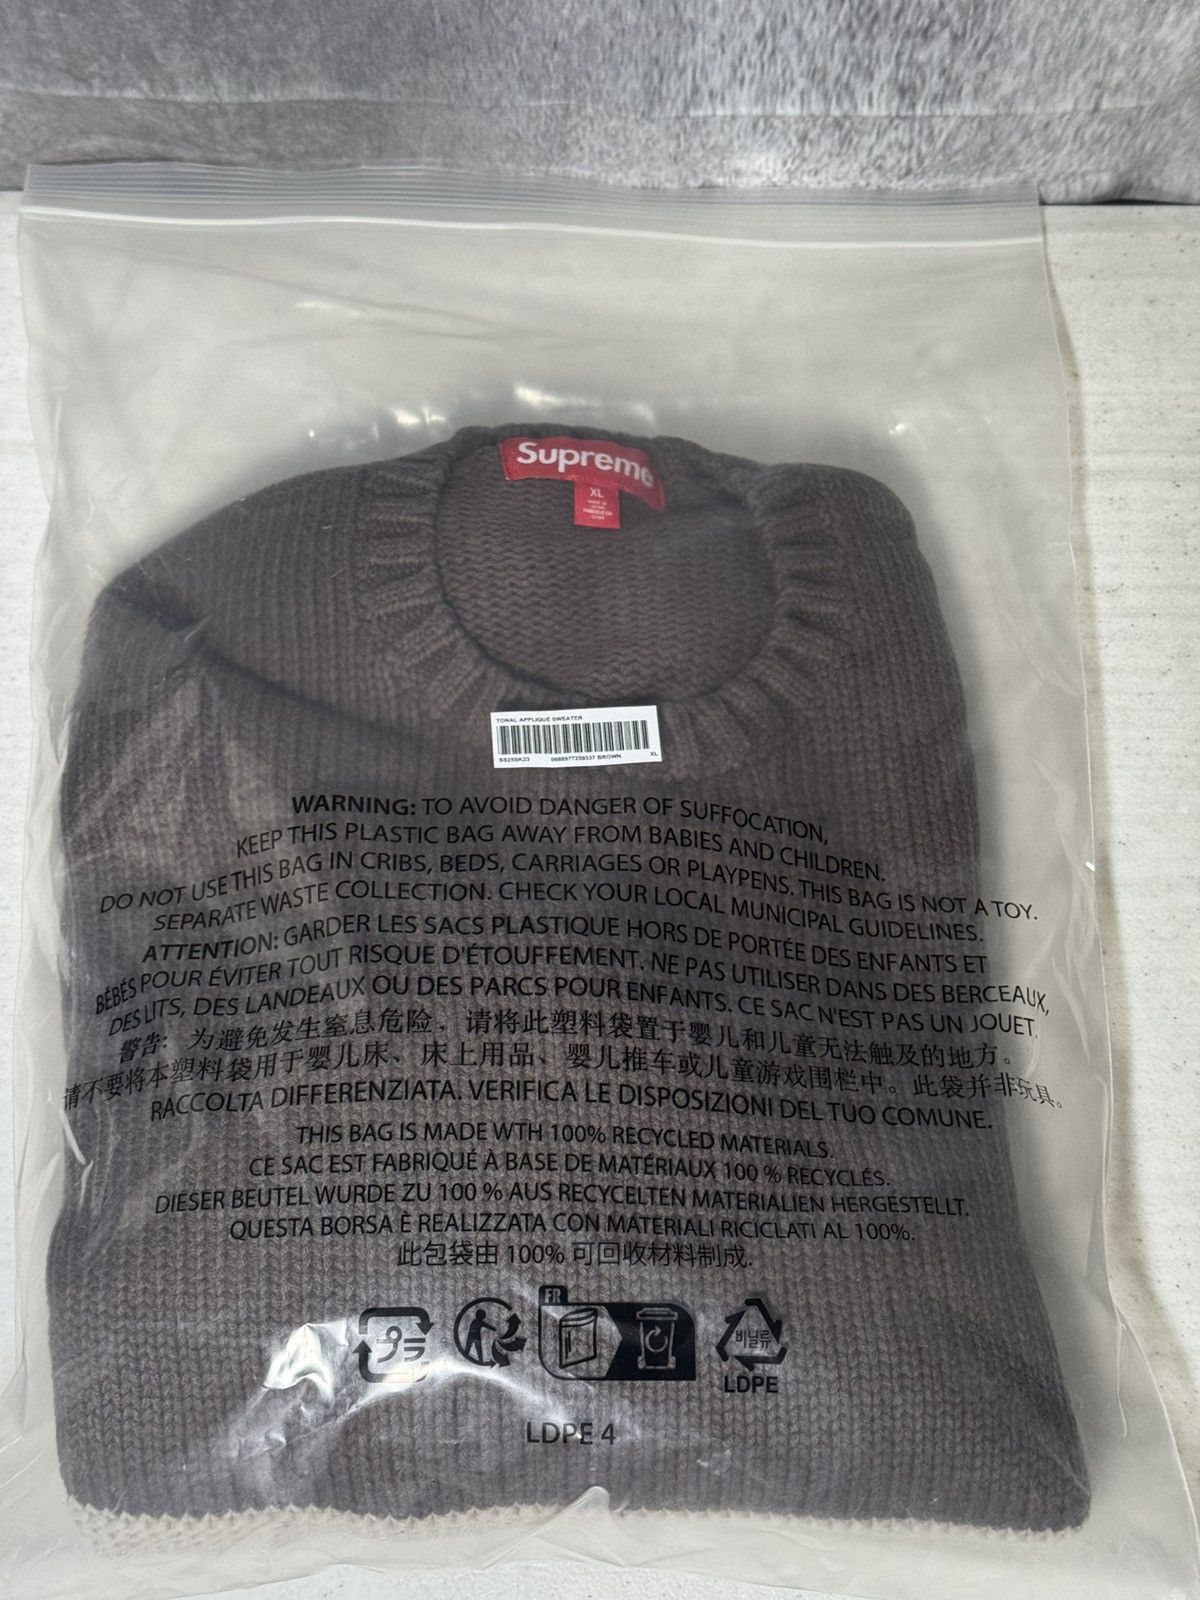 Supreme
XL
MADE IN
CHINA
FABRIQUÉ EN
CHINE
TONAL APPLIQUÉ SWEATER
SS25SK23 0888977259337 BROWN XL
WARNING: TO AVOID DANGER OF SUFFOCATION,
KEEP THIS PLASTIC BAG AWAY FROM BABIES AND CHILDREN.
DO NOT USE THIS BAG IN CRIBS, BEDS, CARRIAGES OR PLAYPENS. THIS BAG IS NOT A TOY.
SEPARATE WASTE COLLECTION. CHECK YOUR LOCAL MUNICIPAL GUIDELINES.
ATTENTION: GARDER LES SACS PLASTIQUE HORS DE PORTÉE DES ENFANTS ET
BÉBÉS POUR ÉVITER TOUT RISQUE D'ÉTOUFFEMENT. NE PAS UTILISER DANS DES BERCEAUX,
DES LITS, DES LANDEAUX OU DES PARCS POUR ENFANTS. CE SAC N'EST PAS UN JOUET.
警告: 为避免发生窒息危险，请将此塑料袋置于婴儿和儿童无法触及的地方。
请不要将本塑料袋用于婴儿床、床上用品、婴儿推车或儿童游戏围栏中。此袋并非玩具。
RACCOLTA DIFFERENZIATA. VERIFICA LE DISPOSIZIONI DEL TUO COMUNE.
THIS BAG IS MADE WTH 100% RECYCLED MATERIALS.
CE SAC EST FABRIQUÉ À BASE DE MATÉRIAUX 100 % RECYCLÉS.
DIESER BEUTEL WURDE ZU 100 % AUS RECYCELTEN MATERIALIEN HERGESTELLT.
QUESTA BORSA È REALIZZATA CON MATERIALI RICICLATI AL 100%.
此包袋由 100% 可回收材料制成.
プラ
FR
비닐류
LDPE
LDPE 4